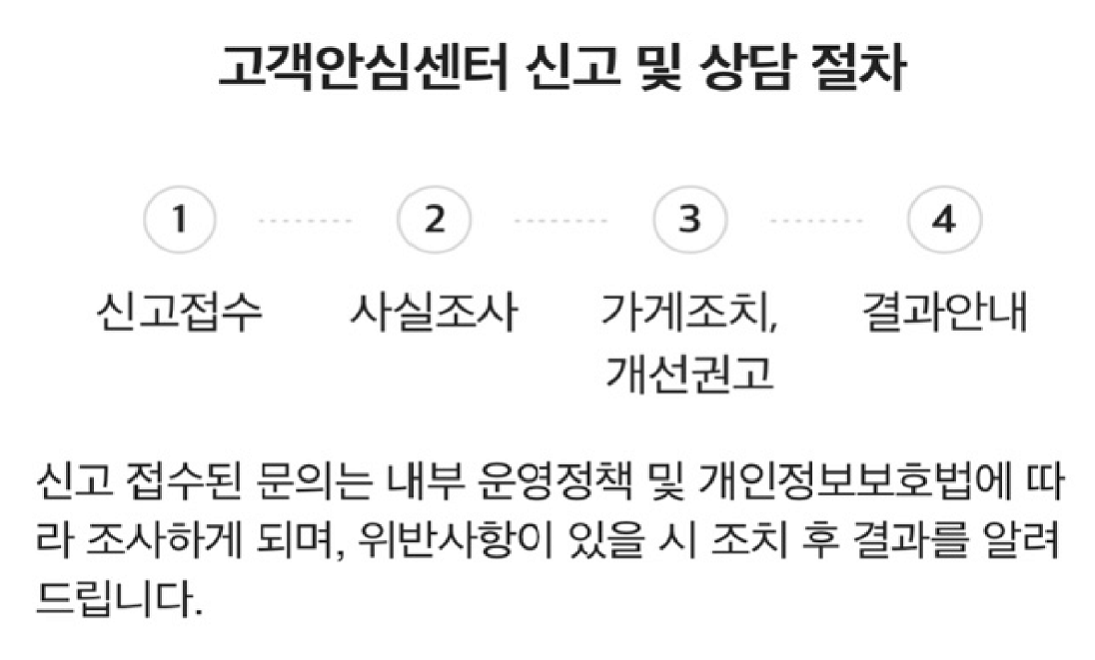 고객안심센터 신고 및 상담 절차
1 2 3 4
신고접수 사실조사 가게조치, 결과안내
개선권고
신고 접수된 문의는 내부 운영정책 및 개인정보보호법에 따
라 조사하게 되며, 위반사항이 있을 시 조치 후 결과를 알려
드립니다.